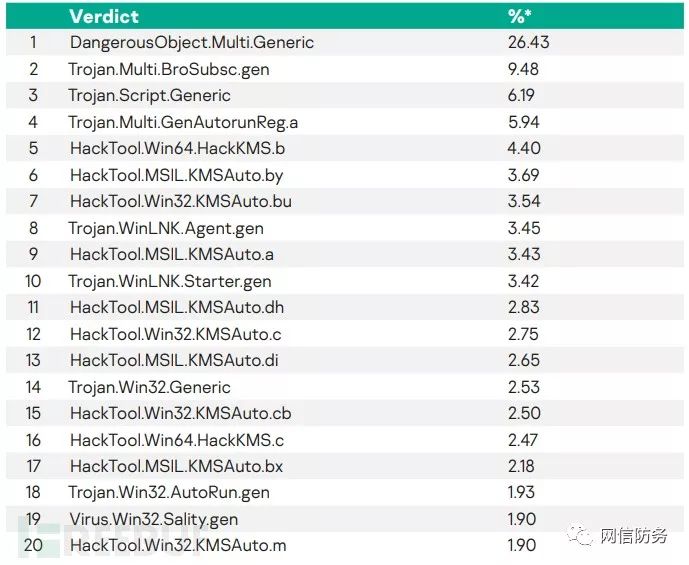 Verdict %*
1 DangerousObject.Multi.Generic 26.43
2 Trojan.Multi.BroSubsc.gen 9.48
3 Trojan.Script.Generic 6.19
4 Trojan.Multi.GenAutorunReg.a 5.94
5 HackTool.Win64.HackKMS.b 4.40
6 HackTool.MSIL.KMSAuto.by 3.69
7 HackTool.Win32.KMSAuto.bu 3.54
8 Trojan.WinLNK.Agent.gen 3.45
9 HackTool.MSIL.KMSAuto.a 3.43
10 Trojan.WinLNK.Starter.gen 3.42
11 HackTool.MSIL.KMSAuto.dh 2.83
12 HackTool.Win32.KMSAuto.c 2.75
13 HackTool.MSIL.KMSAuto.di 2.65
14 Trojan.Win32.Generic 2.53
15 HackTool.Win32.KMSAuto.cb 2.50
16 HackTool.Win64.HackKMS.c 2.47
17 HackTool.MSIL.KMSAuto.bx 2.18
18 Trojan.Win32.AutoRun.gen 1.93
19 Virus.Win32.Sality.gen 1.90
20 HackTool.Win32.KMSAuto.m 1.90
网信防务